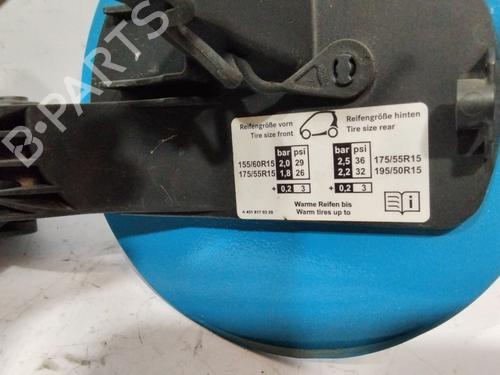 B-PARTS
Reifengröße vorn
Tire size front
Reifengröße hinten
Tire size rear
bar psi
155/60R15 2,0 29
175/55R15 1,8 26
+ 0,2 3
bar psi
2,5 36 175/55R15
2,2 32 195/50R15
+ 0,2 3
Warme Reifen bis
Warm tires up to
i